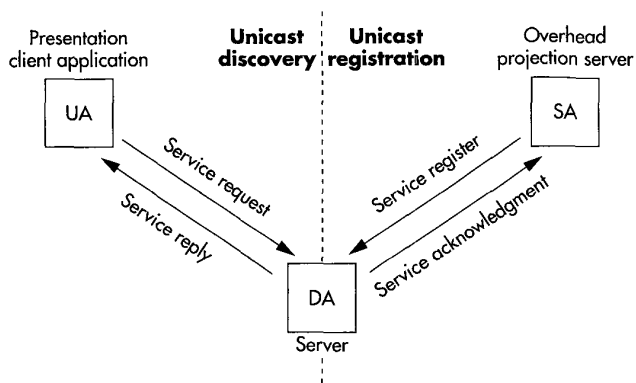 Presentation
client application
Unicast
discovery
Unicast
registration
Overhead
projection server
UA
SA
Service request
Service reply
Service register
Service acknowledgment
DA
Server